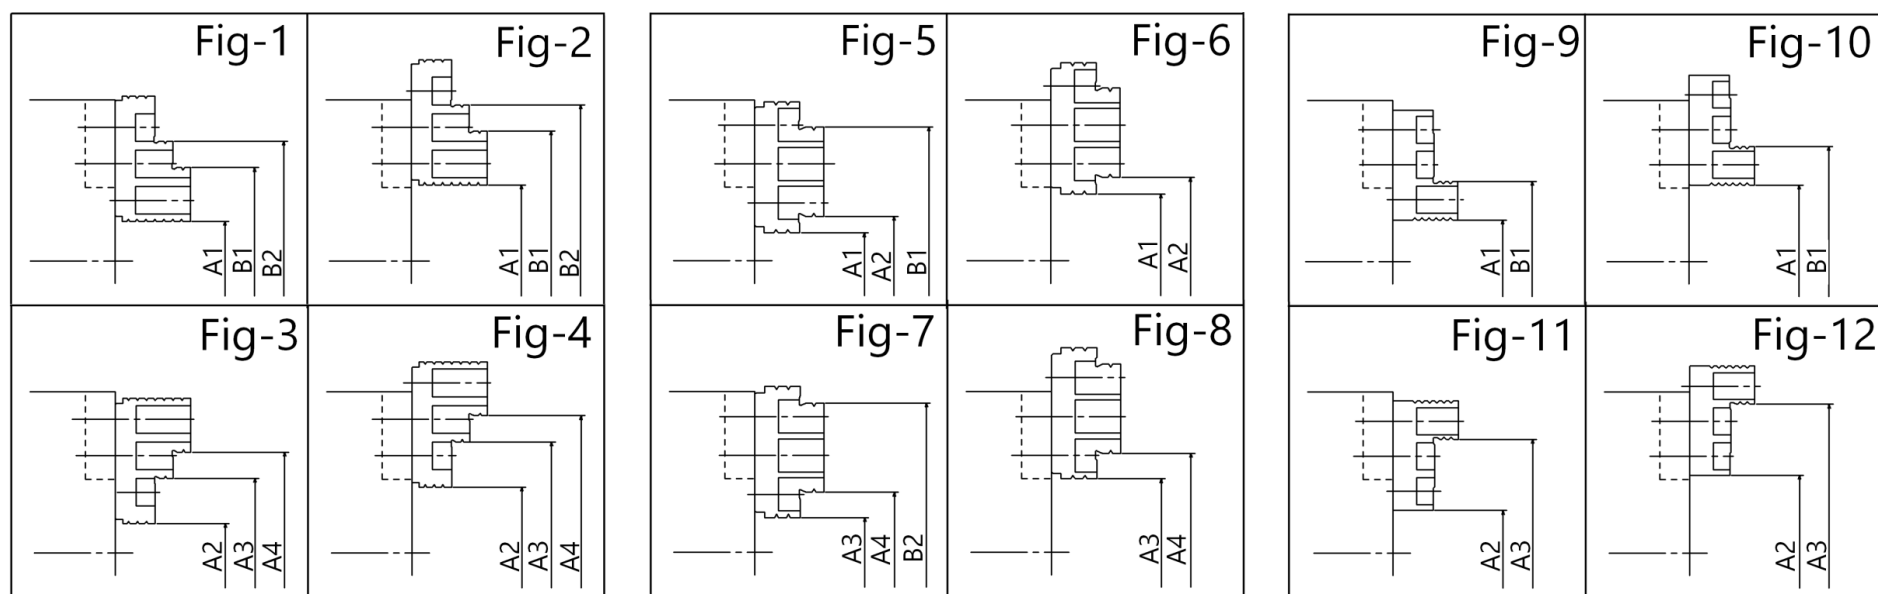 Fig-1
A1
B1
B2
Fig-2
A1
B1
B2
Fig-5
A1
A2
B1
Fig-6
A1
A2
Fig-9
A1
B1
Fig-10
A1
B1
Fig-3
A2
A3
A4
Fig-4
A2
A3
A4
Fig-7
A3
A4
B2
Fig-8
A3
A4
Fig-11
A2
A3
Fig-12
A2
A3